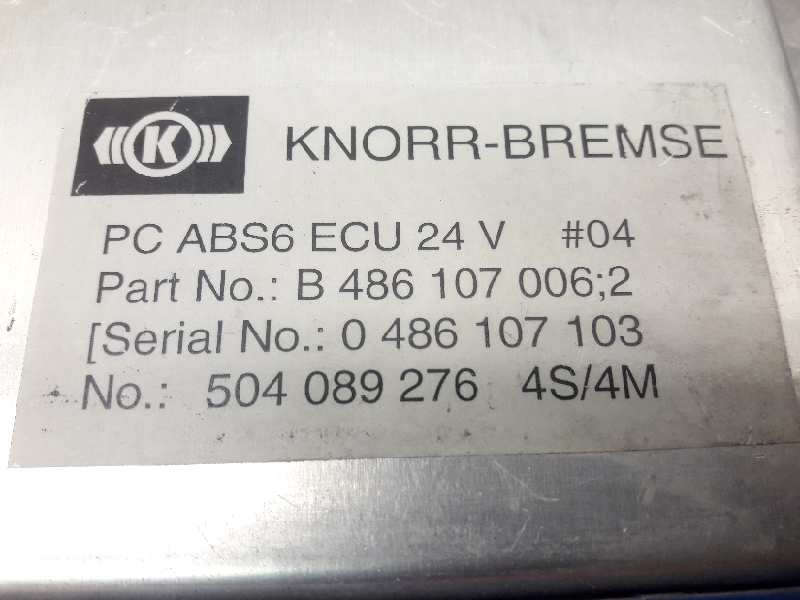 K KNORR-BREMSE
PC ABS6 ECU 24 V #04
Part No.: B 486 107 006;2
[Serial No.: 0 486 107 103
No.: 504 089 276 4S/4M